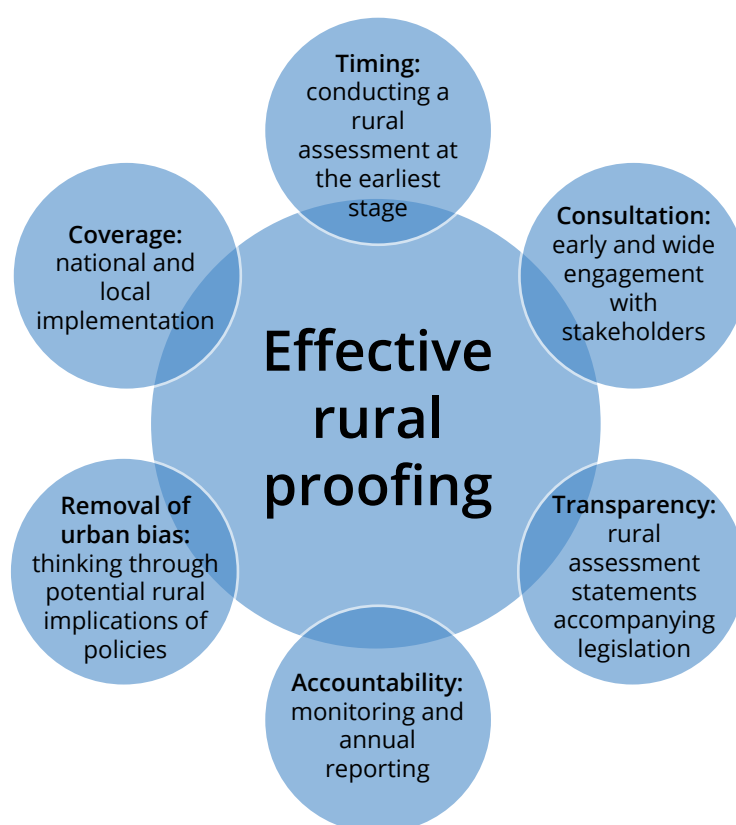 Timing:
conducting a
rural
assessment at
the earliest
stage
Consultation:
early and wide
engagement
with
stakeholders
Transparency:
rural
assessment
statements
accompanying
legislation
Accountability:
monitoring and
annual
reporting
Removal of
urban bias:
thinking through
potential rural
implications of
policies
Coverage:
national and
local
implementation
Effective
rural
proofing